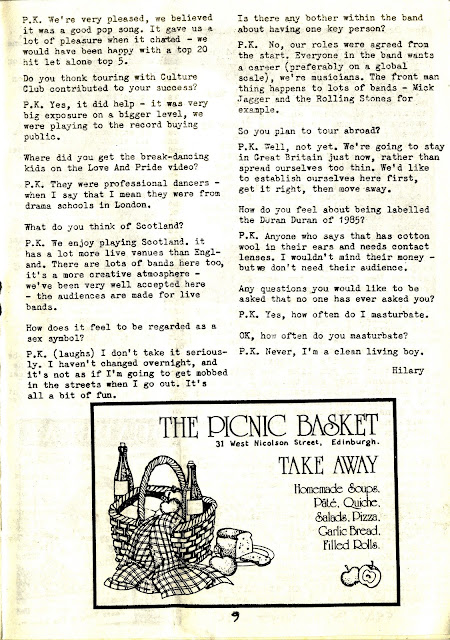 P.K. We're very pleased, we believed
it was a good pop song. It gave us a
lot of pleasure when it charted - we
would have been happy with a top 20
hit let alone top 5.
Do you thonk touring with Culture
Club contributed to your success?
P.K. Yes, it did help - it was very
big exposure on a bigger level, we
were playing to the record buying
public.
Where did you get the break-dancing
kids on the Love And Pride video?
P.K. They were professional dancers -
when I say that I mean they were from
drama schools in London.
What do you think of Scotland?
P.K. We enjoy playing Scotland. it
has a lot more live venues than Engl-
and. There are lots of bands here too,
it's a more creative atmosphere -
we've been very well accepted here
- the audiences are made for live
bands.
How does it feel to be regarded as a
sex symbol?
P.K. (laughs) I don't take it serious-
ly. I haven't changed overnight, and
it's not as if I'm going to get mobbed
in the streets when I go out. It's
all a bit of fun.
Is there any bother within the band
about having one key person?
P.K. No, our roles were agreed from
the start. Everyone in the band wants
a career (preferably on a global
scale), we're musicians. The front man
thing happens to lots of bands - Mick
Jagger and the Rolling Stones for
example.
So you plan to tour abroad?
P.K. Well, not yet. We're going to stay
in Great Britain just now, rather than
spread ourselves too thin. We'd like
to establish ourselves here first,
get it right, then move away.
How do you feel about being labelled
the Duran Duran of 1985?
P.K. Anyone who says that has cotton
wool in their ears and needs contact
lenses. I wouldn't mind their money -
but we don't need their audience.
Any questions you would like to be
asked that no one has ever asked you?
P.K. Yes, how often do I masturbate.
OK, how often do you masturbate?
P.K. Never, I'm a clean living boy.
Hilary
THE PICNIC BASKET
31 West Nicolson Street, Edinburgh.
TAKE AWAY
Homemade Soups,
Pâté, Quiche,
Salads, Pizza,
Garlic Bread,
Filled Rolls.
9